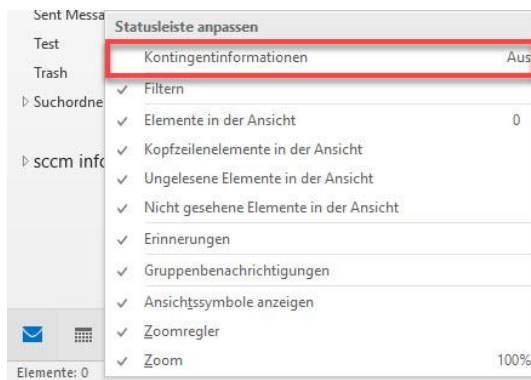 Sent Messa
Test
Trash
Suchordne
sccm info
Elemente: 0
Statusleiste anpassen
Kontingentinformationen Aus
Filtern
Elemente in der Ansicht 0
Kopfzeilenelemente in der Ansicht
Ungelesene Elemente in der Ansicht
Nicht gesehene Elemente in der Ansicht
Erinnerungen
Gruppenbenachrichtigungen
Ansichtssymbole anzeigen
Zoomregler
Zoom 100%